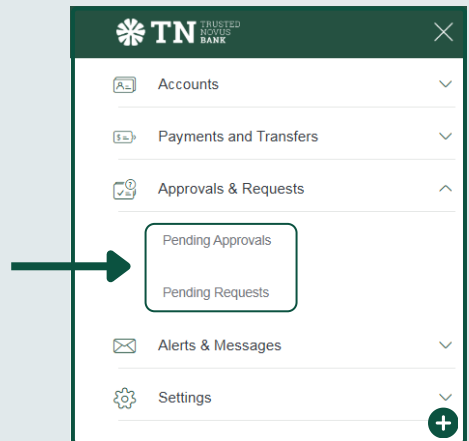 TN TRUSTED
NOVUS
BANK
Accounts
Payments and Transfers
Approvals & Requests
Pending Approvals
Pending Requests
Alerts & Messages
Settings